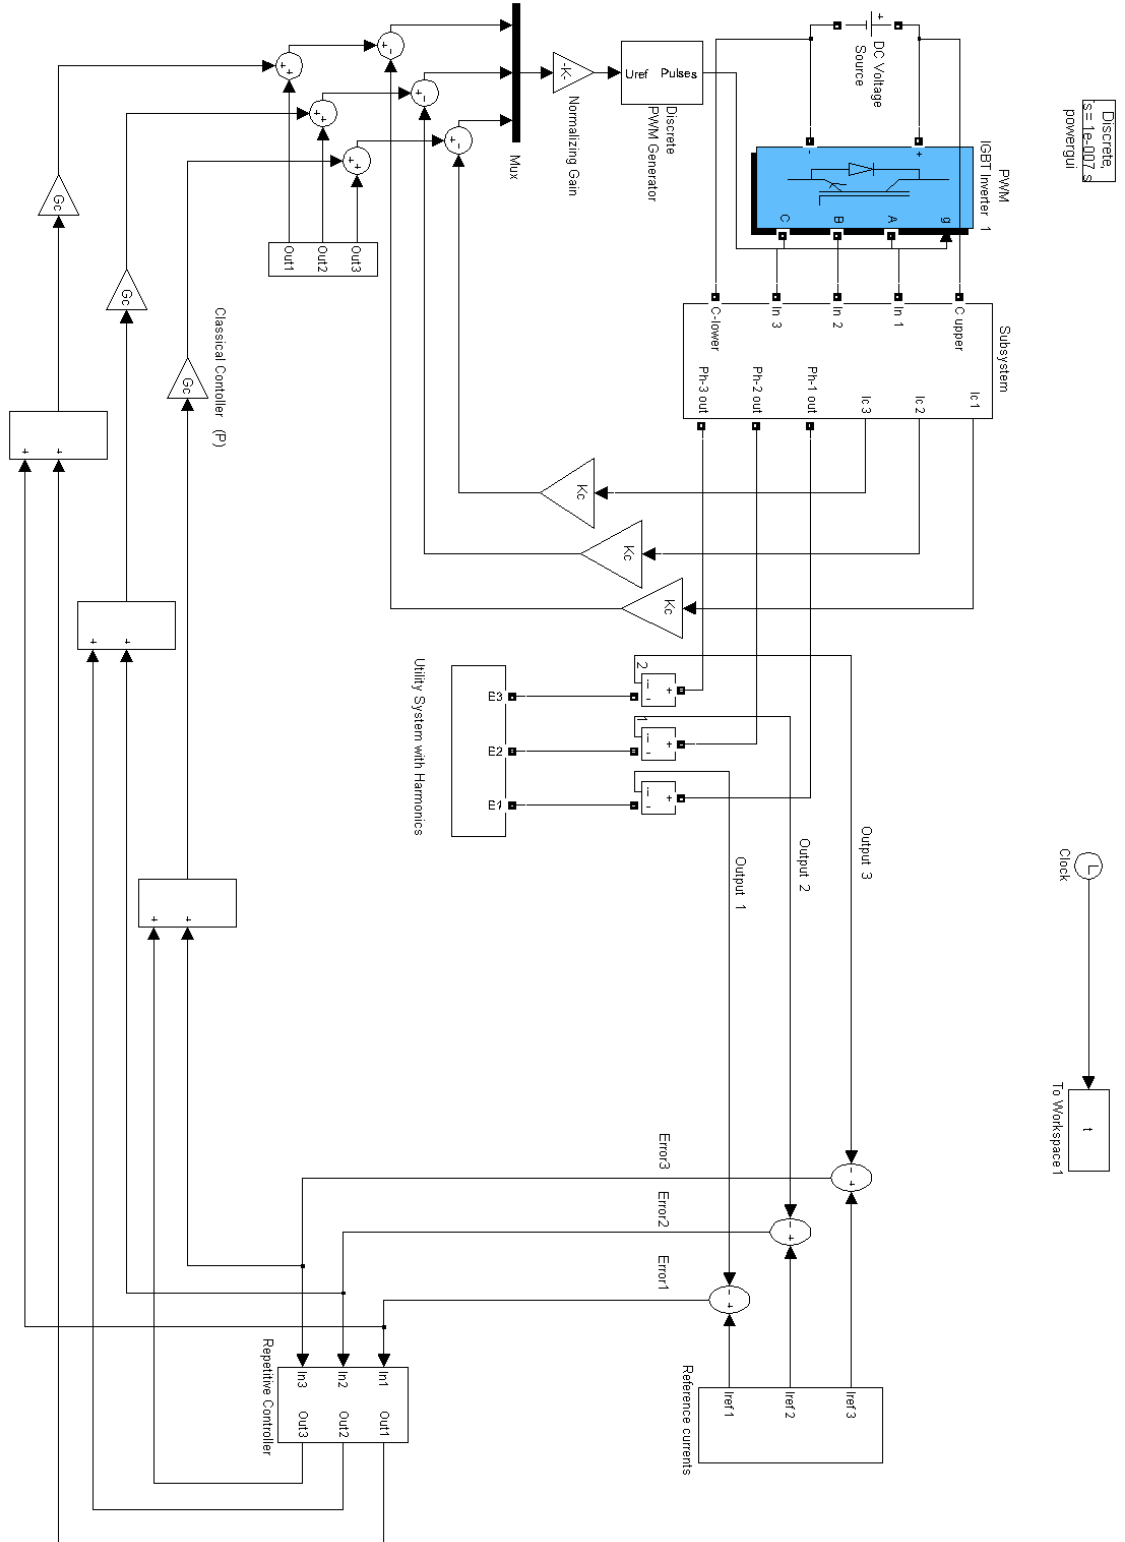 Discrete,
s = 1e-007 s
powergui
DC Voltage
Source
+
PWM
IGBT Inverter 1
+
-
g
A
B
C
Discrete
PWM Generator
Uref
Pulses
Normalizing Gain
-K-
Mux
Subsystem
C upper
In 1
In 2
In 3
C-lower
Ic 1
Ic 2
Ic 3
Ph-1 out
Ph-2 out
Ph-3 out
Kc
Kc
Kc
Out3
Out2
Out1
Gc
Gc
Gc
Classical Contoller (P)
Utility System with Harmonics
E3
E2
E1
2
1
+
-
i
+
-
i
+
-
i
Output 3
Output 2
Output 1
Clock
t
To Workspace1
Error3
Error2
Error1
Iref3
Iref2
Iref1
Reference currents
In1
In2
In3
Out1
Out2
Out3
Repetitive Controller